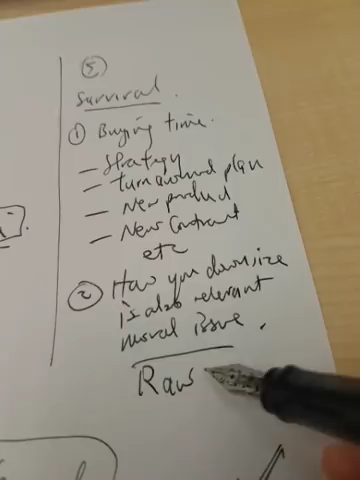 ⑤
Survival.
① Buying time.
– Strategy
– turnaround plan
– New product
– New Contract
etc
② How you downsize
is also relevant
moral issue.
Raw